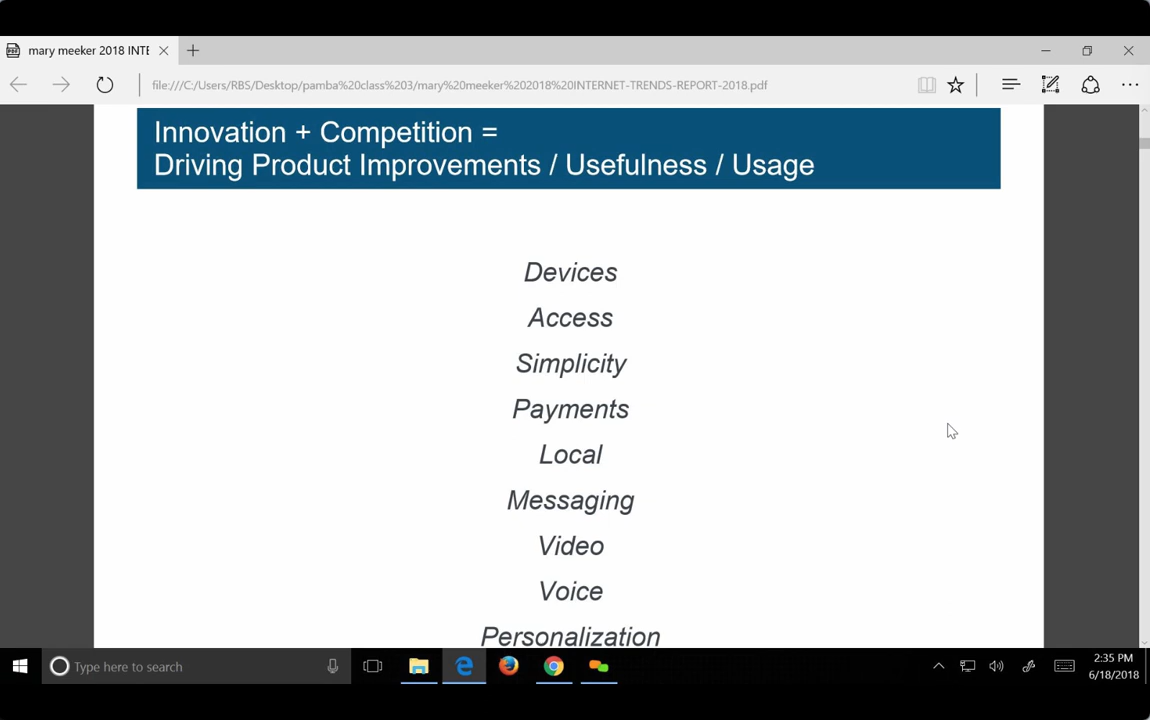 mary meeker 2018 INTE
file:///C:/Users/RBS/Desktop/pamba%20class%203/mary%20meeker%202018%20INTERNET-TRENDS-REPORT-2018.pdf
Innovation + Competition =
Driving Product Improvements / Usefulness / Usage
Devices
Access
Simplicity
Payments
Local
Messaging
Video
Voice
Personalization
Type here to search
2:35 PM
6/18/2018